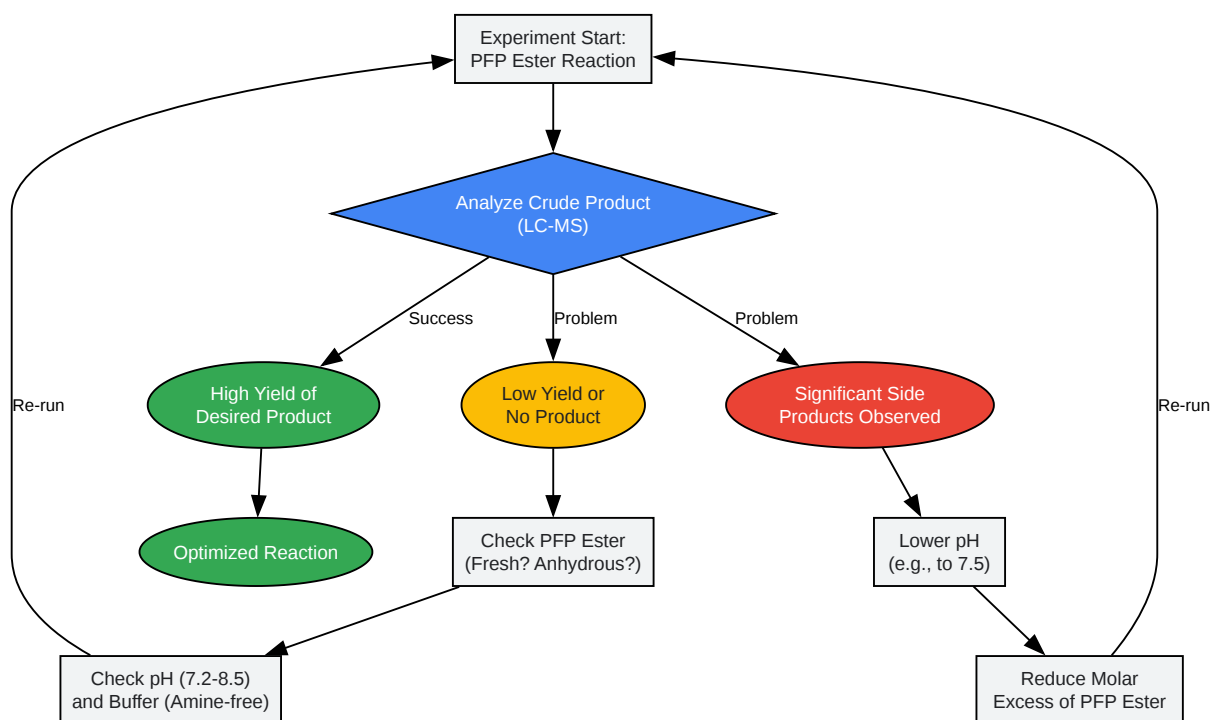 Experiment Start:
PFP Ester Reaction
Analyze Crude Product
(LC-MS)
Success
Problem
Problem
High Yield of
Desired Product
Low Yield or
No Product
Significant Side
Products Observed
Re-run
Re-run
Optimized Reaction
Check PFP Ester
(Fresh? Anhydrous?)
Lower pH
(e.g., to 7.5)
Check pH (7.2-8.5)
and Buffer (Amine-free)
Reduce Molar
Excess of PFP Ester